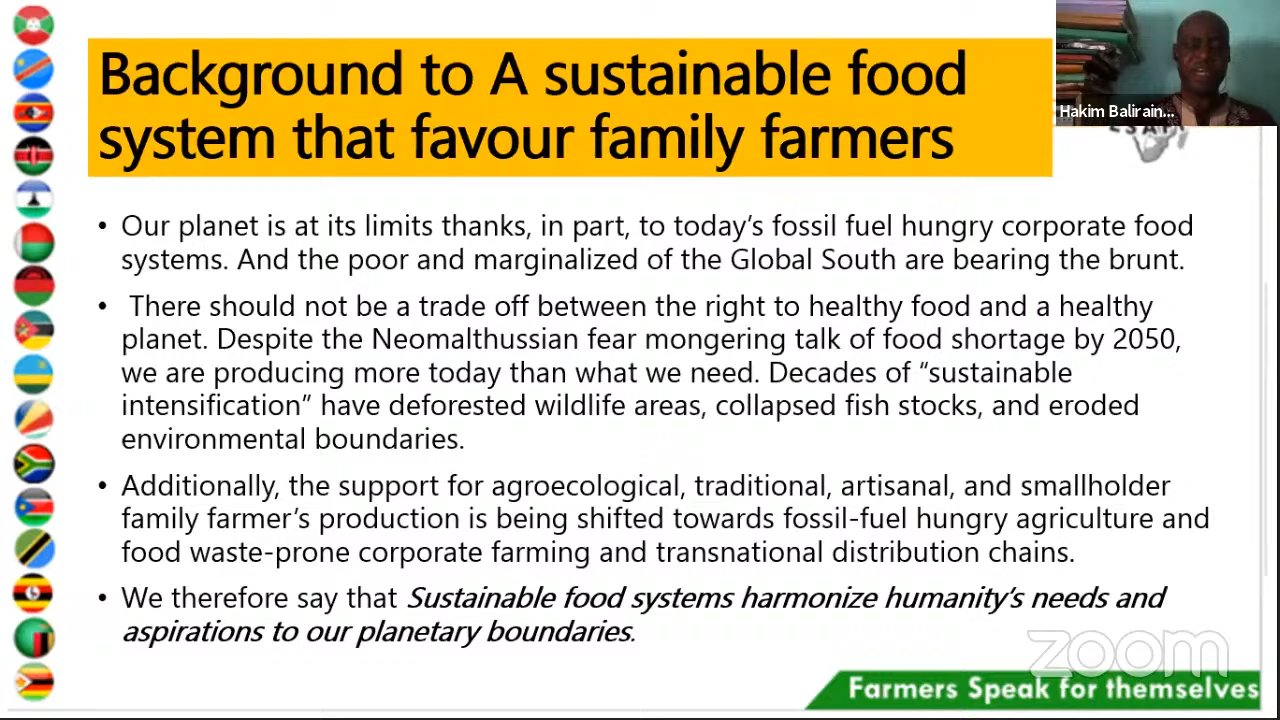 Background to A sustainable food
system that favour family farmers
Hakim Balirain...
ESAF
• Our planet is at its limits thanks, in part, to today's fossil fuel hungry corporate food
systems. And the poor and marginalized of the Global South are bearing the brunt.
• There should not be a trade off between the right to healthy food and a healthy
planet. Despite the Neomalthussian fear mongering talk of food shortage by 2050,
we are producing more today than what we need. Decades of “sustainable
intensification” have deforested wildlife areas, collapsed fish stocks, and eroded
environmental boundaries.
• Additionally, the support for agroecological, traditional, artisanal, and smallholder
family farmer’s production is being shifted towards fossil-fuel hungry agriculture and
food waste-prone corporate farming and transnational distribution chains.
• We therefore say that Sustainable food systems harmonize humanity’s needs and
aspirations to our planetary boundaries.
zoom
Farmers Speak for themselves